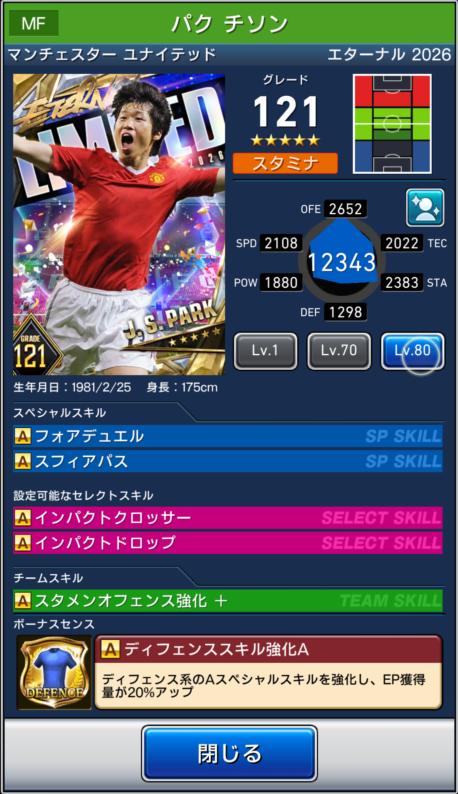 MF
パク チソン
マンチェスター ユナイテッド
エターナル 2026
ETERNAL
LIMITED
2026
J. S. PARK
GRADE
121
グレード
121
スタミナ
OFE 2652
SPD 2108
2022 TEC
12343
POW 1880
2383 STA
DEF 1298
Lv.1
Lv.70
Lv.80
生年月日：1981/2/25 身長：175cm
スペシャルスキル
A フォアデュエル SP SKILL
A スフィアパス SP SKILL
設定可能なセレクトスキル
A インパクトクロッサー SELECT SKILL
A インパクトドロップ SELECT SKILL
チームスキル
A スタメンオフェンス強化 ＋ TEAM SKILL
ボーナスセンス
DEFENCE
A ディフェンススキル強化A
ディフェンス系のAスペシャルスキルを強化し、EP獲得
量が20%アップ
閉じる